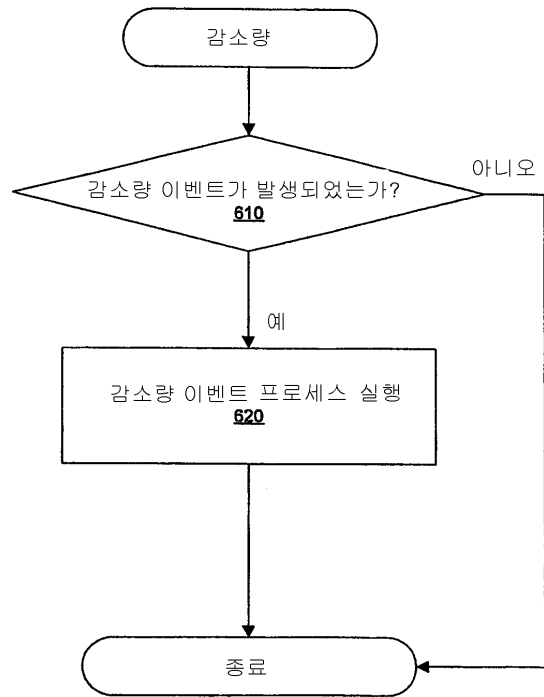 감소량
감소량 이벤트가 발생되었는가?
610
아니오
예
감소량 이벤트 프로세스 실행
620
종료